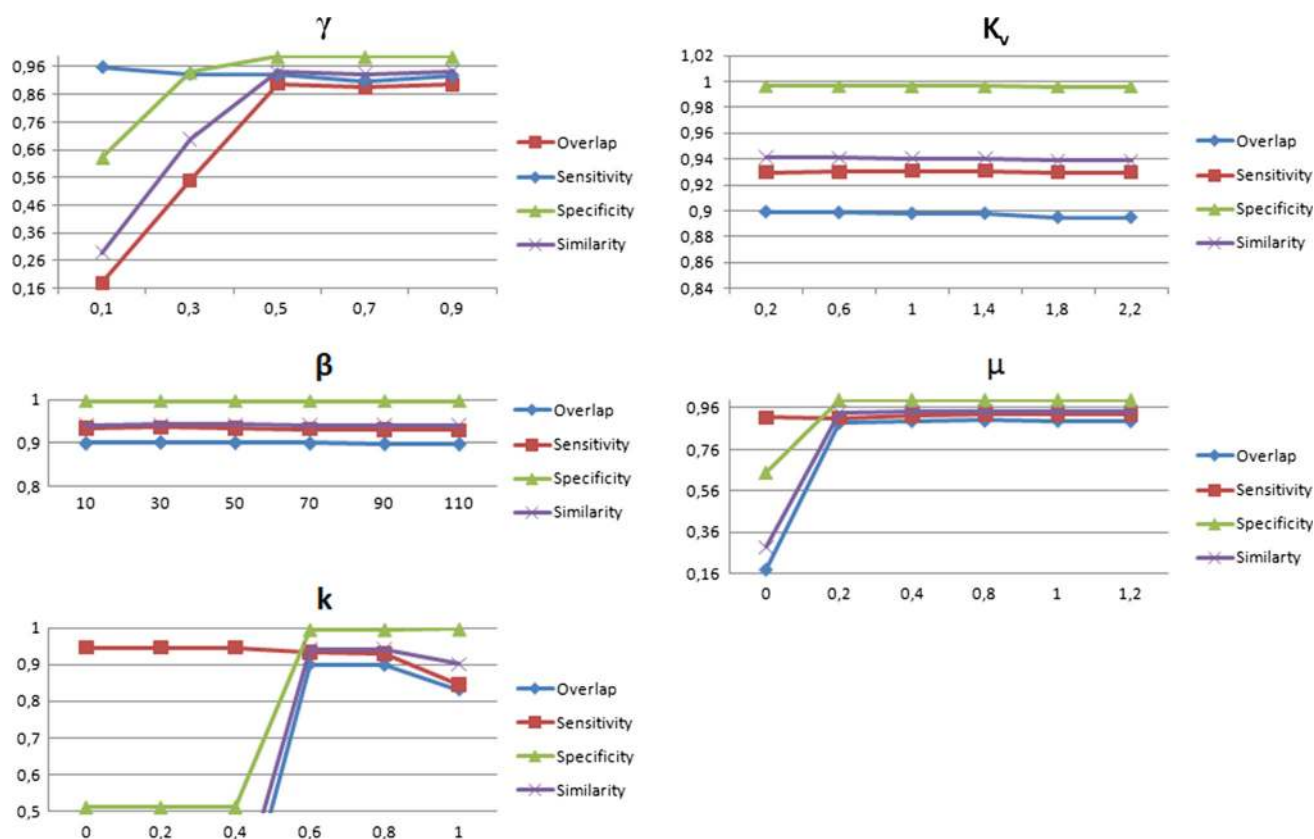 γ
0,96
0,86
0,76
0,66
0,56
0,46
0,36
0,26
0,16
0,1 0,3 0,5 0,7 0,9
Overlap
Sensitivity
Specificity
Similarity
Kv
1,02
1
0,98
0,96
0,94
0,92
0,9
0,88
0,86
0,84
0,2 0,6 1 1,4 1,8 2,2
Overlap
Sensitivity
Specificity
Similarity
β
1
0,9
0,8
10 30 50 70 90 110
Overlap
Sensitivity
Specificity
Similarity
μ
0,96
0,76
0,56
0,36
0,16
0 0,2 0,4 0,8 1 1,2
Overlap
Sensitivity
Specificity
Similarty
k
1
0,9
0,8
0,7
0,6
0,5
0 0,2 0,4 0,6 0,8 1
Overlap
Sensitivity
Specificity
Similarity